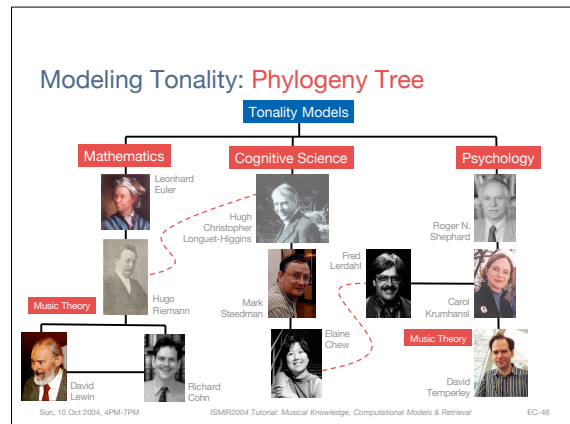 Modeling Tonality: Phylogeny Tree
Tonality Models
Mathematics
Cognitive Science
Psychology
Leonhard
Euler
Hugh
Christopher
Longuet-Higgins
Roger N.
Shephard
Fred
Lerdahl
Music Theory
Hugo
Riemann
Mark
Steedman
Carol
Krumhansl
Music Theory
Elaine
Chew
David
Lewin
Richard
Cohn
David
Temperley
Sun, 10 Oct 2004, 4PM-7PM
ISMIR2004 Tutorial: Musical Knowledge, Computational Models & Retrieval
EC-46